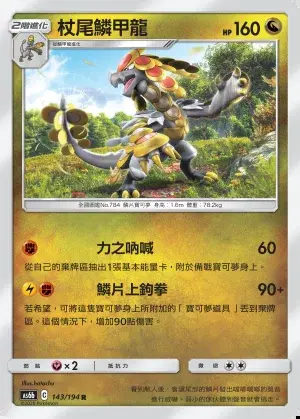 2階進化
杖尾鱗甲龍
HP 160
從鱗甲龍進化
全國圖鑑No.784 鱗片寶可夢 身高：1.6m 體重：78.2kg
力之吶喊 60
從自己的棄牌區抽出1張基本能量卡，附於備戰寶可夢身上。
鱗片上鉤拳 90+
若希望，可將這隻寶可夢身上所附加的「寶可夢道具」丟到棄牌
區。這個情況下，增加90點傷害。
弱點 ×2 抵抗力
AS6b C 143/194 R